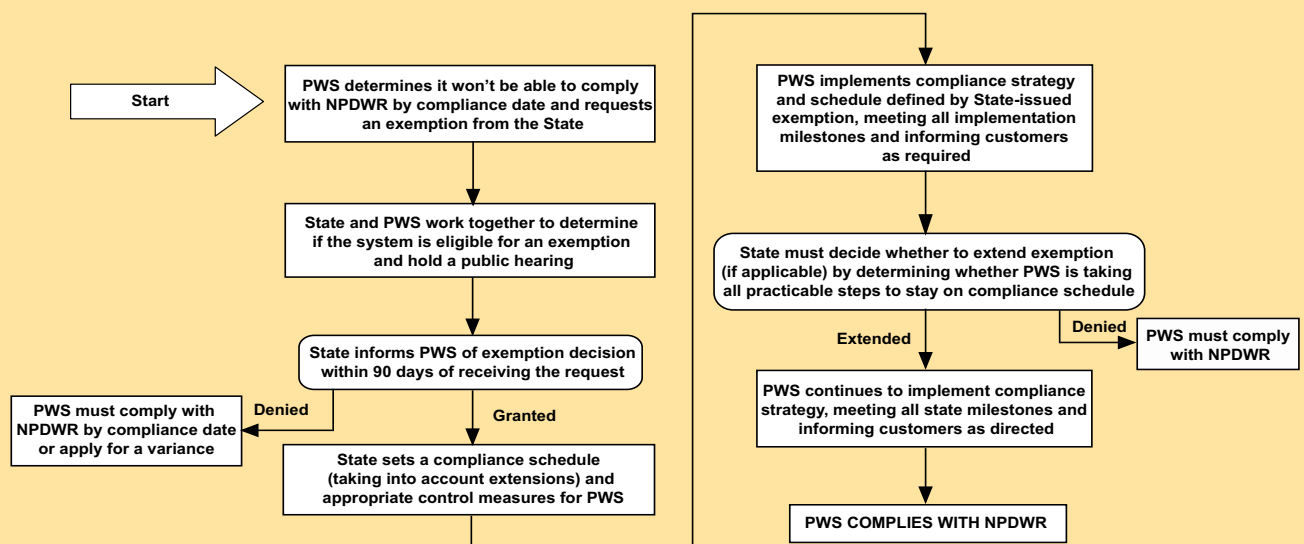 Start
PWS determines it won't be able to comply
with NPDWR by compliance date and requests
an exemption from the State
State and PWS work together to determine
if the system is eligible for an exemption
and hold a public hearing
State informs PWS of exemption decision
within 90 days of receiving the request
Denied
PWS must comply with
NPDWR by compliance date
or apply for a variance
Granted
State sets a compliance schedule
(taking into account extensions) and
appropriate control measures for PWS
PWS implements compliance strategy
and schedule defined by State-issued
exemption, meeting all implementation
milestones and informing customers
as required
State must decide whether to extend exemption
(if applicable) by determining whether PWS is taking
all practicable steps to stay on compliance schedule
Denied
PWS must comply
with NPDWR
Extended
PWS continues to implement compliance
strategy, meeting all state milestones and
informing customers as directed
PWS COMPLIES WITH NPDWR